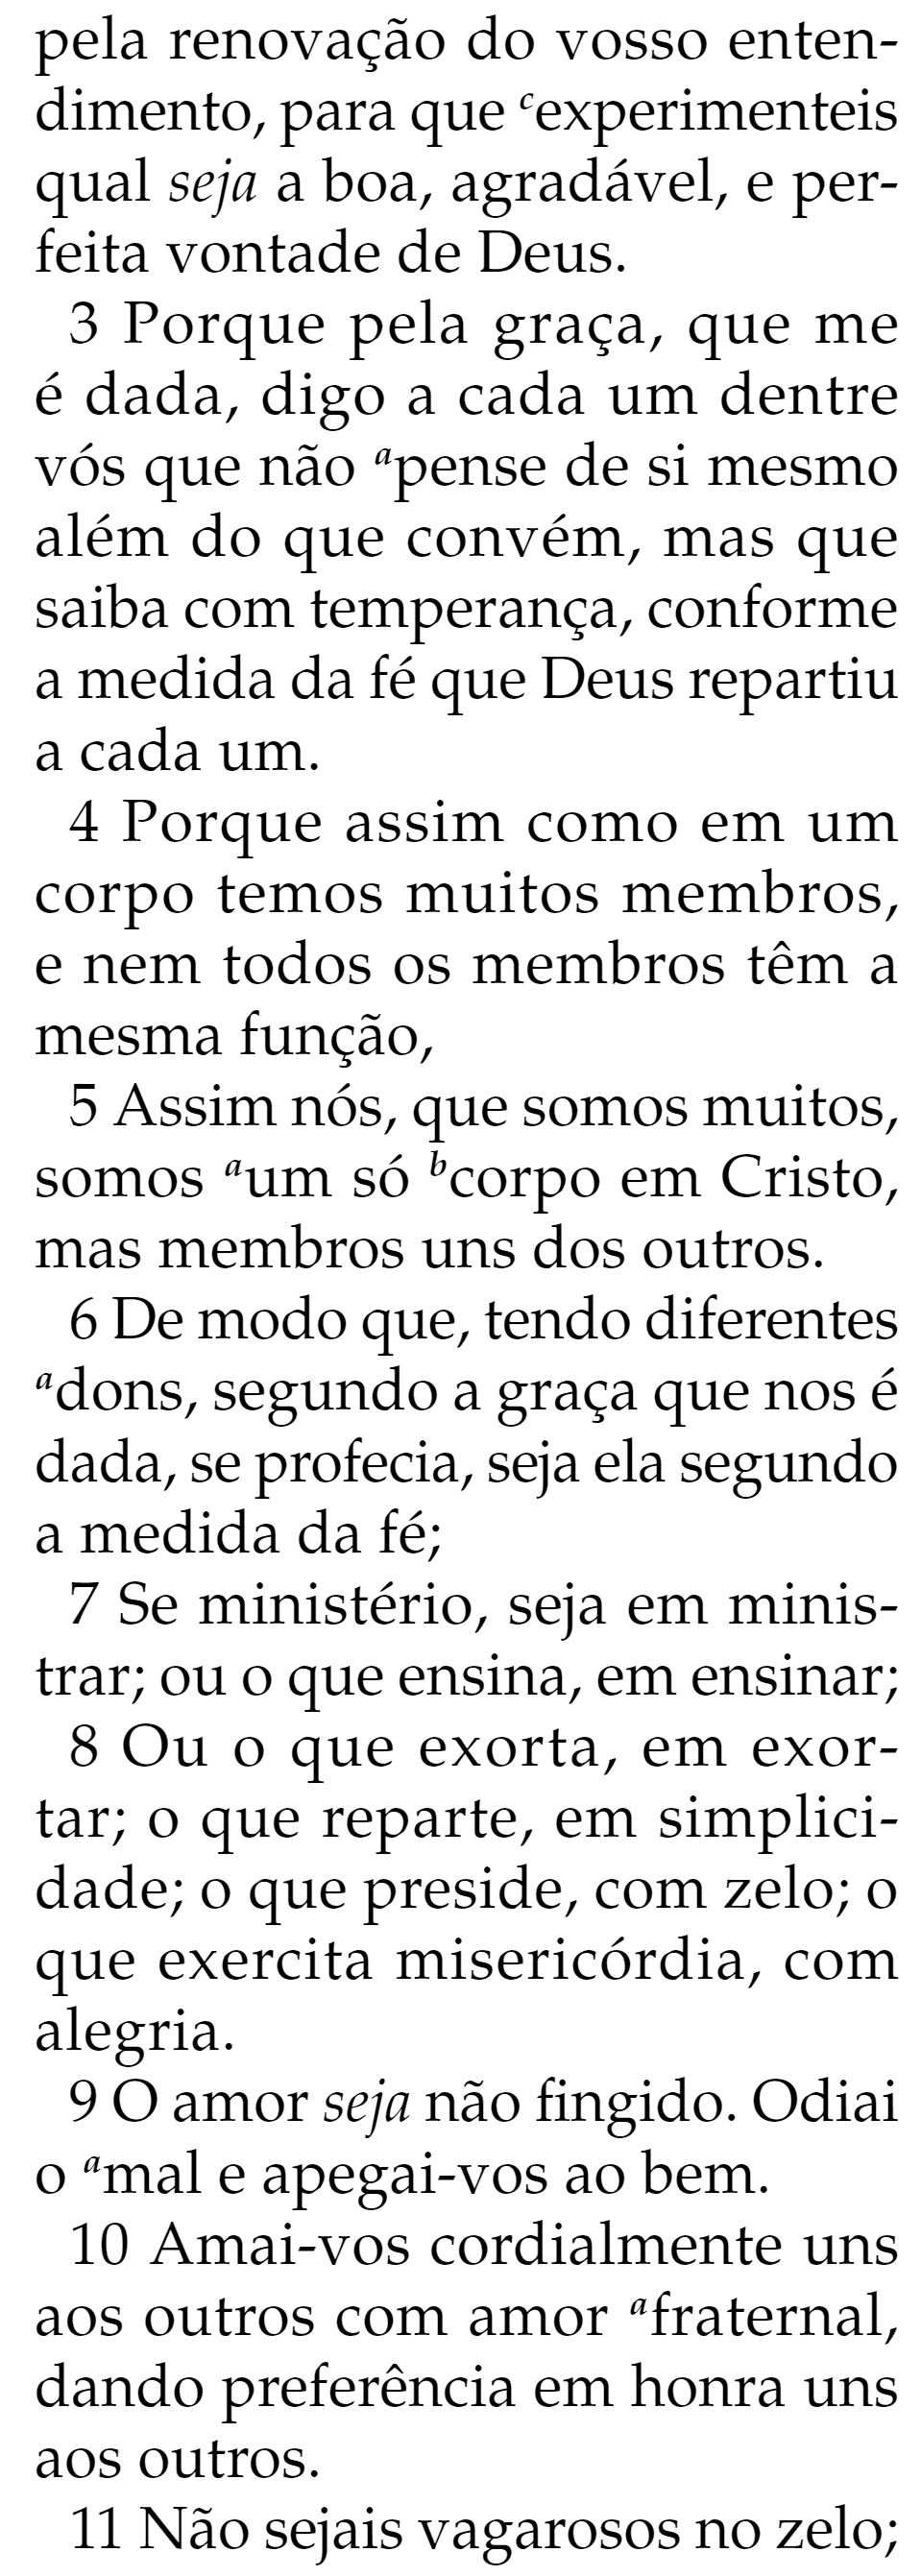 pela renovação do vosso enten-
dimento, para que cexperimenteis
qual seja a boa, agradável, e per-
feita vontade de Deus.
3 Porque pela graça, que me
é dada, digo a cada um dentre
vós que não apense de si mesmo
além do que convém, mas que
saiba com temperança, conforme
a medida da fé que Deus repartiu
a cada um.
4 Porque assim como em um
corpo temos muitos membros,
e nem todos os membros têm a
mesma função,
5 Assim nós, que somos muitos,
somos aum só bcorpo em Cristo,
mas membros uns dos outros.
6 De modo que, tendo diferentes
adons, segundo a graça que nos é
dada, se profecia, seja ela segundo
a medida da fé;
7 Se ministério, seja em minis-
trar; ou o que ensina, em ensinar;
8 Ou o que exorta, em exor-
tar; o que reparte, em simplici-
dade; o que preside, com zelo; o
que exercita misericórdia, com
alegria.
9 O amor seja não fingido. Odiai
o amal e apegai-vos ao bem.
10 Amai-vos cordialmente uns
aos outros com amor afraternal,
dando preferência em honra uns
aos outros.
11 Não sejais vagarosos no zelo;